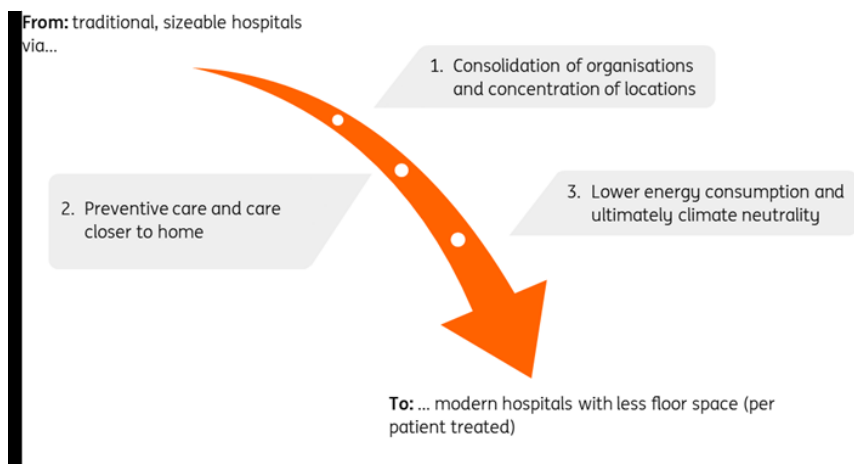 From: traditional, sizeable hospitals
via...
1. Consolidation of organisations
and concentration of locations
2. Preventive care and care
closer to home
3. Lower energy consumption and
ultimately climate neutrality
To: ... modern hospitals with less floor space (per
patient treated)